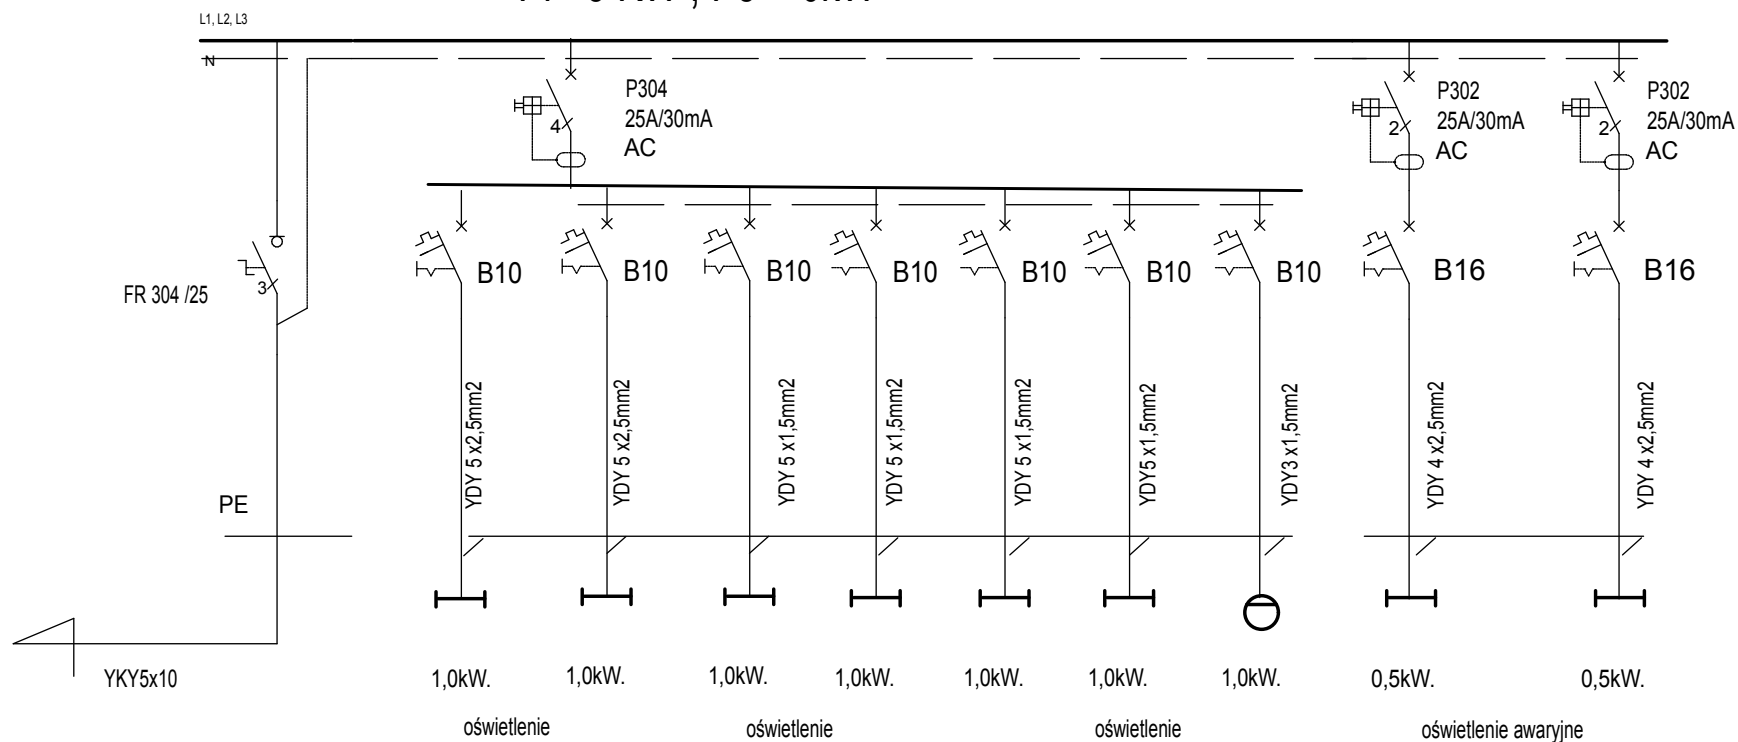 L1, L2, L3
N
P304
25A/30mA
AC
4
P302
25A/30mA
AC
2
P302
25A/30mA
AC
2
FR 304 /25
3
B10
B10
B10
B10
B10
B10
B10
B16
B16
YDY 5 x2,5mm2
YDY 5 x2,5mm2
YDY 5 x1,5mm2
YDY 5 x1,5mm2
YDY 5 x1,5mm2
YDY5 x1,5mm2
YDY3 x1,5mm2
YDY 4 x2,5mm2
YDY 4 x2,5mm2
PE
YKY5x10
1,0kW.
1,0kW.
1,0kW.
1,0kW.
1,0kW.
1,0kW.
1,0kW.
0,5kW.
0,5kW.
oświetlenie
oświetlenie
oświetlenie
oświetlenie awaryjne